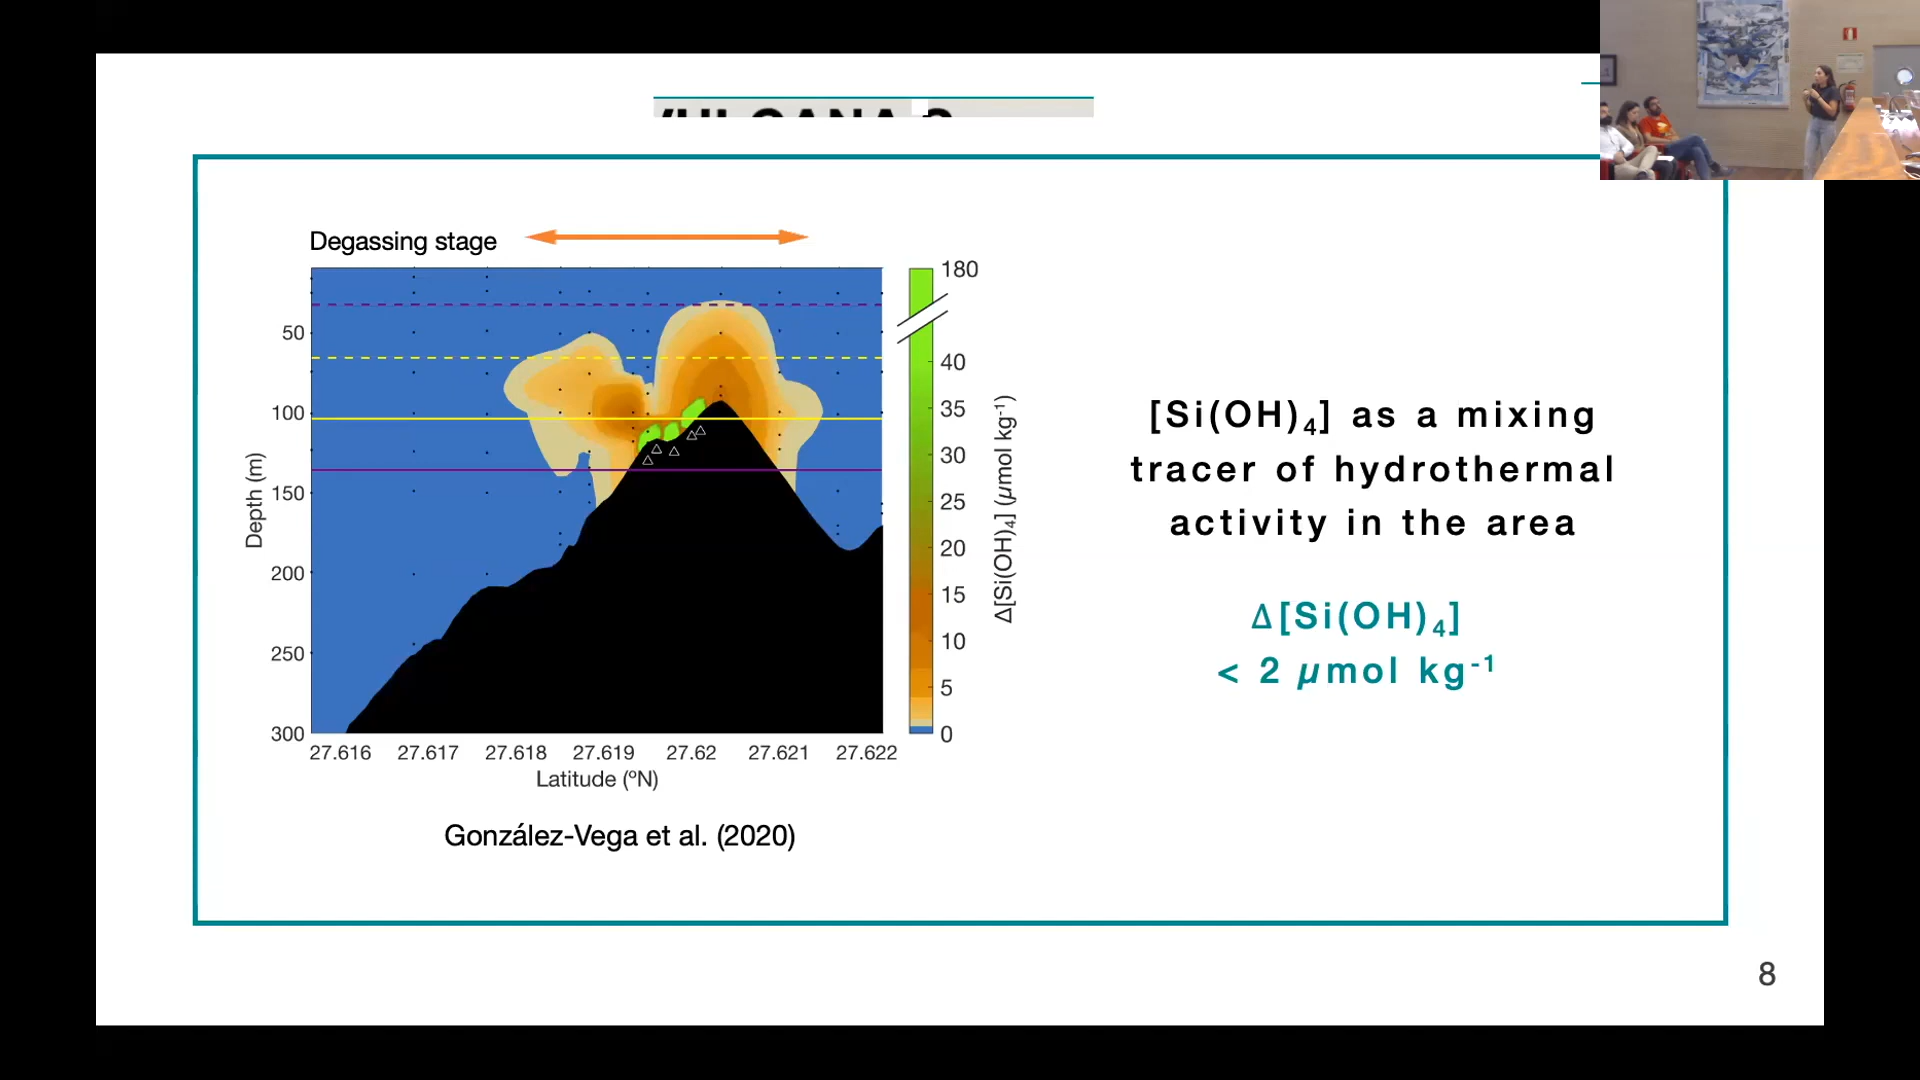 Degassing stage
180
50
100
150
200
250
300
Depth (m)
27.616 27.617 27.618 27.619 27.62 27.621 27.622
Latitude (ºN)
40
35
30
25
20
15
10
5
0
Δ[Si(OH)₄] (µmol kg⁻¹)
González-Vega et al. (2020)
[Si(OH)₄] as a mixing
tracer of hydrothermal
activity in the area
Δ[Si(OH)₄]
< 2 µmol kg⁻¹
8